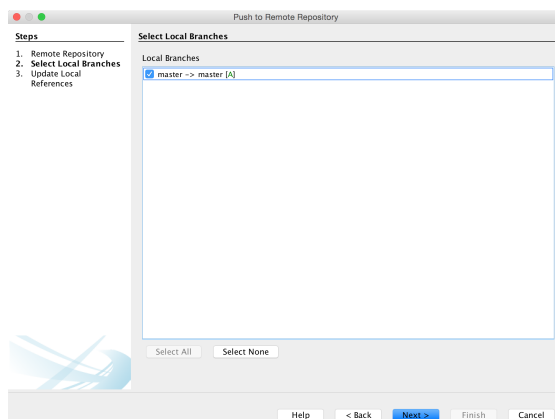 Push to Remote Repository
Steps
1. Remote Repository
2. Select Local Branches
3. Update Local
References
Select Local Branches
Local Branches
master -> master [A]
Select All
Select None
Help
< Back
Next >
Finish
Cancel